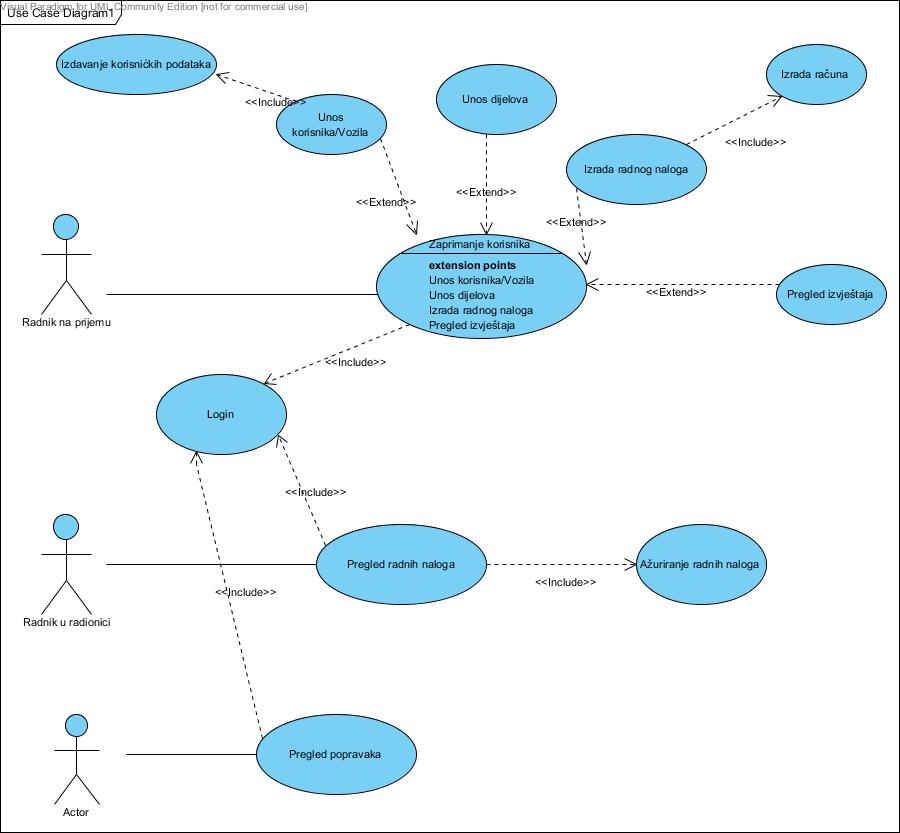 Visual Paradigm for UML Community Edition [not for commercial use]
Use Case Diagram1
Izdavanje korisničkih podataka
Izrada računa
Unos dijelova
<<Include>>
Unos
korisnika/Vozila
<<Include>>
Izrada radnog naloga
<<Extend>>
<<Extend>>
<<Extend>>
Zaprimanje korisnika
extension points
Unos korisnika/Vozila
Unos dijelova
Izrada radnog naloga
Pregled izvještaja
<<Extend>>
Pregled izvještaja
Radnik na prijemu
<<Include>>
Login
<<Include>>
Pregled radnih naloga
Ažuriranje radnih naloga
<<Include>>
<<Include>>
Radnik u radionici
Pregled popravaka
Actor